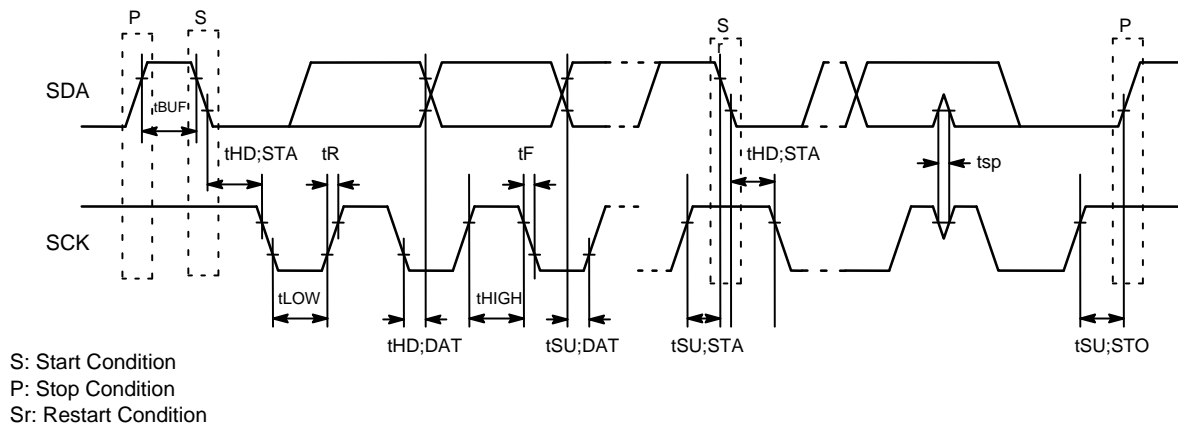 P
S
S
r
P
SDA
tBUF
tHD;STA
tR
tF
tHD;STA
tsp
SCK
tLOW
tHIGH
tHD;DAT
tSU;DAT
tSU;STA
tSU;STO
S: Start Condition
P: Stop Condition
Sr: Restart Condition